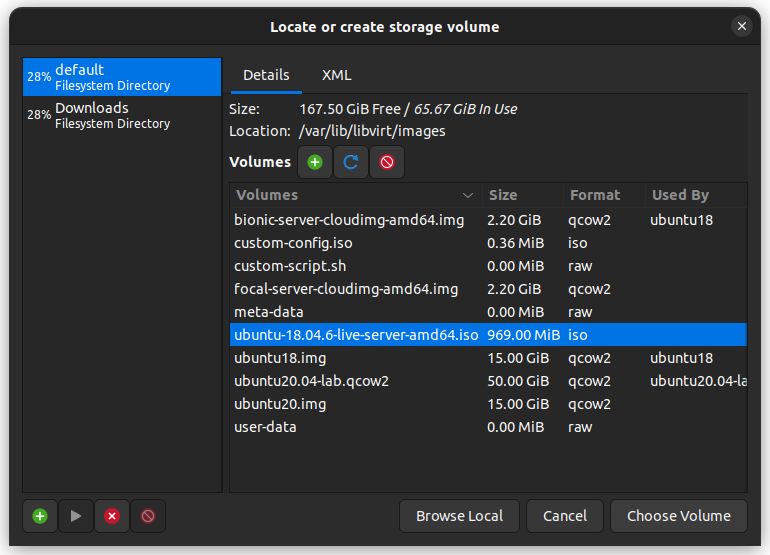 Locate or create storage volume
28% default
Filesystem Directory
28% Downloads
Filesystem Directory
Details XML
Size: 167.50 GiB Free / 65.67 GiB In Use
Location: /var/lib/libvirt/images
Volumes
Volumes Size Format Used By
bionic-server-cloudimg-amd64.img 2.20 GiB qcow2 ubuntu18
custom-config.iso 0.36 MiB iso
custom-script.sh 0.00 MiB raw
focal-server-cloudimg-amd64.img 2.20 GiB qcow2
meta-data 0.00 MiB raw
ubuntu-18.04.6-live-server-amd64.iso 969.00 MiB iso
ubuntu18.img 15.00 GiB qcow2 ubuntu18
ubuntu20.04-lab.qcow2 50.00 GiB qcow2 ubuntu20.04-la
ubuntu20.img 15.00 GiB qcow2
user-data 0.00 MiB raw
Browse Local Cancel Choose Volume